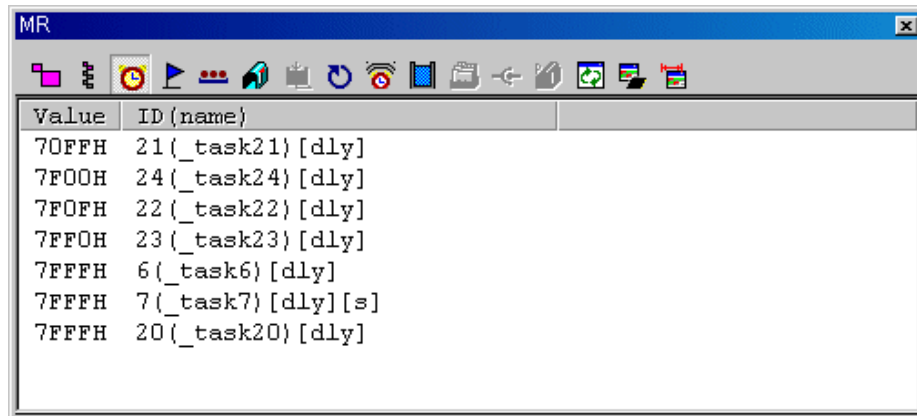 MR
Value ID(name)
70FFH 21(_task21)[dly]
7F00H 24(_task24)[dly]
7F0FH 22(_task22)[dly]
7FF0H 23(_task23)[dly]
7FFFH 6(_task6)[dly]
7FFFH 7(_task7)[dly][s]
7FFFH 20(_task20)[dly]